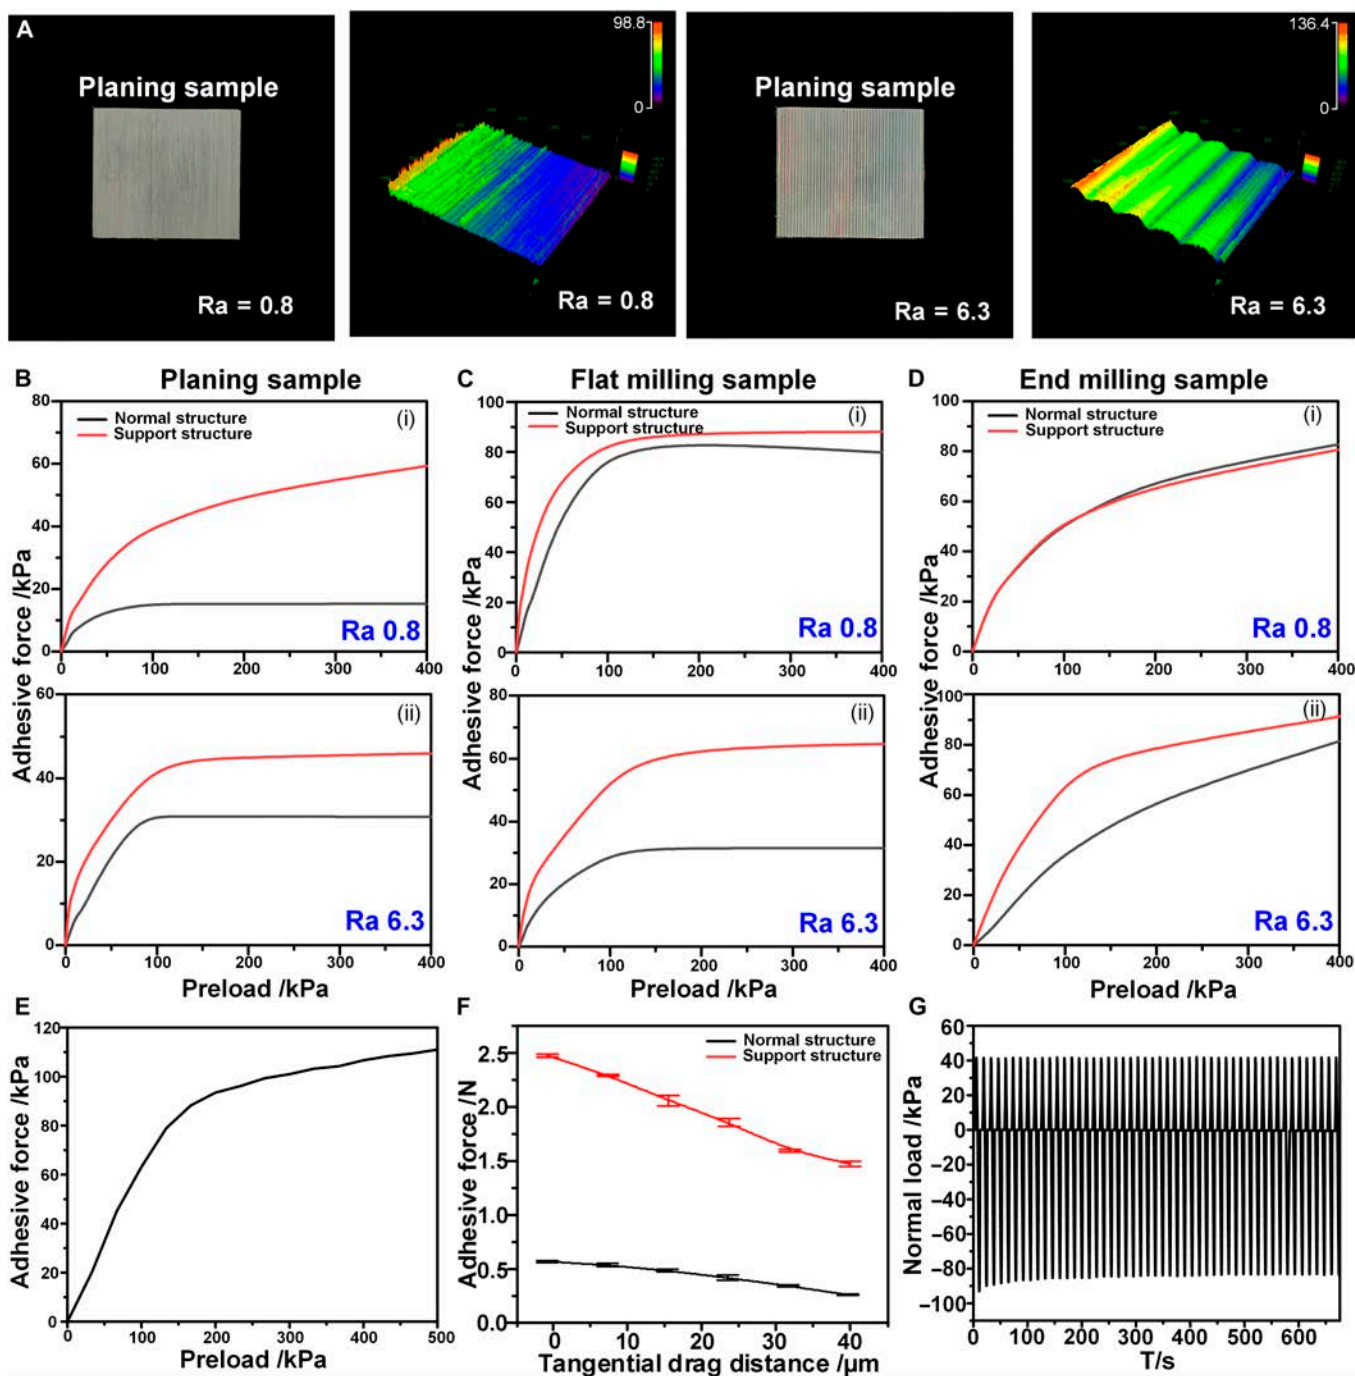 A
Planing sample
Ra = 0.8
98.8
0
Ra = 0.8
Planing sample
Ra = 6.3
136.4
0
Ra = 6.3
B Planing sample
Adhesive force /kPa
80
60
40
20
0
Normal structure
Support structure
(i)
Ra 0.8
0 100 200 300 400
60
40
20
0
(ii)
Ra 6.3
0 100 200 300 400
Preload /kPa
C Flat milling sample
Adhesive force /kPa
100
80
60
40
20
0
Normal structure
Support structure
(i)
Ra 0.8
0 100 200 300 400
80
60
40
20
0
(ii)
Ra 6.3
0 100 200 300 400
Preload /kPa
D End milling sample
Adhesive force /kPa
100
80
60
40
20
0
Normal structure
Support structure
(i)
Ra 0.8
0 100 200 300 400
100
80
60
40
20
0
(ii)
Ra 6.3
0 100 200 300 400
Preload /kPa
E
Adhesive force /kPa
120
100
80
60
40
20
0
0 100 200 300 400 500
Preload /kPa
F
Adhesive force /N
2.5
2.0
1.5
1.0
0.5
0.0
Normal structure
Support structure
0 10 20 30 40
Tangential drag distance /μm
G
Normal load /kPa
60
40
20
0
−20
−40
−60
−80
−100
0 100 200 300 400 500 600
T/s